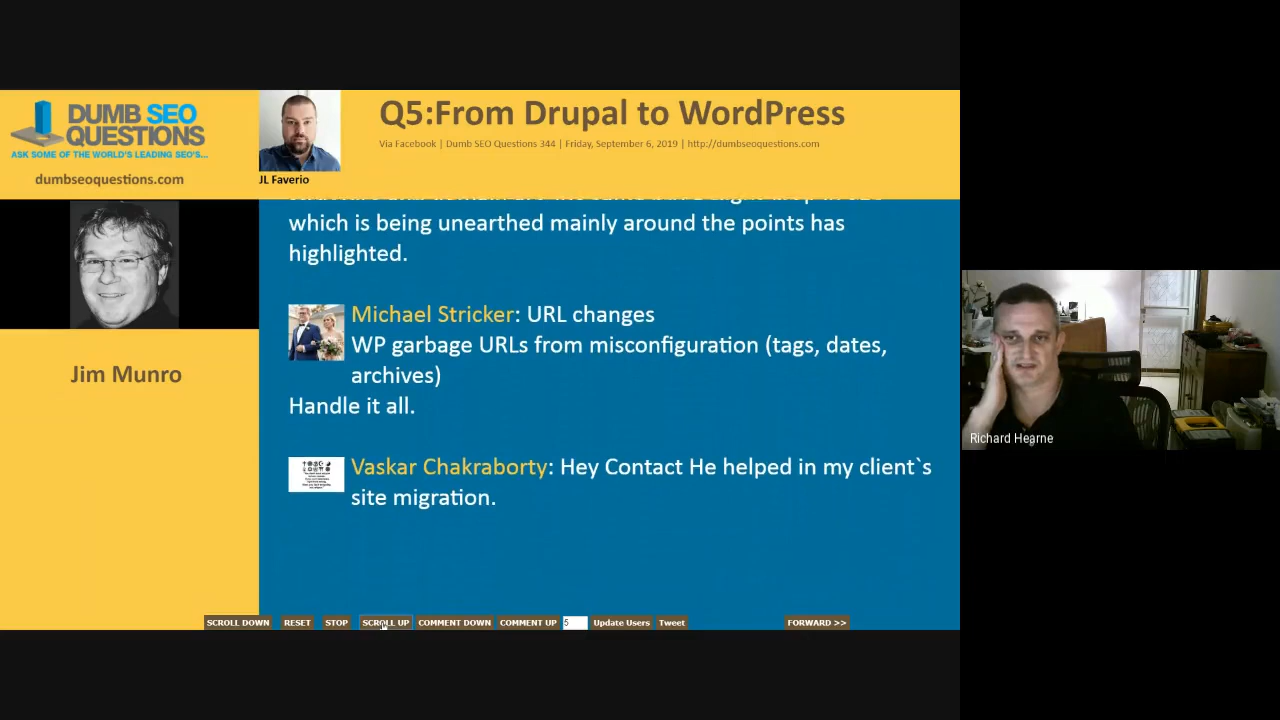 DUMB SEO
QUESTIONS
ASK SOME OF THE WORLD'S LEADING SEO'S...
dumbseoquestions.com
JL Faverio
Q5:From Drupal to WordPress
Via Facebook | Dumb SEO Questions 344 | Friday, September 6, 2019 | http://dumbseoquestions.com
Jim Munro
which is being unearthed mainly around the points has
highlighted.
Michael Stricker: URL changes
WP garbage URLs from misconfiguration (tags, dates,
archives)
Handle it all.
Vaskar Chakraborty: Hey Contact He helped in my client`s
site migration.
SCROLL DOWN RESET STOP SCROLL UP COMMENT DOWN COMMENT UP 5 Update Users Tweet FORWARD >>
Richard Hearne